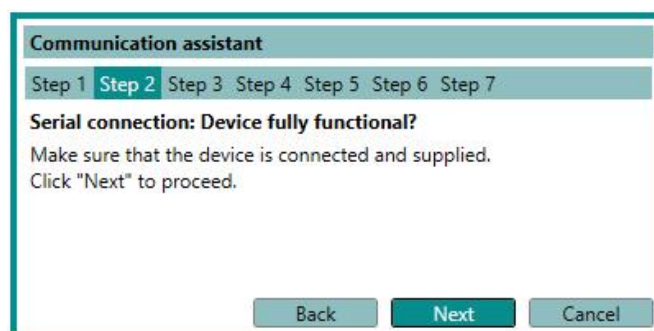 Communication assistant
Step 1 Step 2 Step 3 Step 4 Step 5 Step 6 Step 7
Serial connection: Device fully functional?
Make sure that the device is connected and supplied.
Click "Next" to proceed.
Back Next Cancel